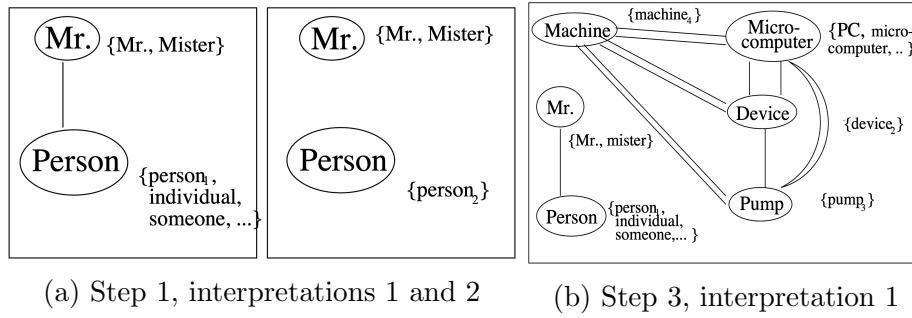 Mr.
{Mr., Mister}
Person
{person1,
individual,
someone, ...}
Mr.
{Mr., Mister}
Person
{person2}
(a) Step 1, interpretations 1 and 2
Machine
{machine4}
Micro-
computer
{PC, micro-
computer, .. }
Mr.
{Mr., mister}
Device
{device2}
Person
{person1,
individual,
someone,... }
Pump
{pump3}
(b) Step 3, interpretation 1